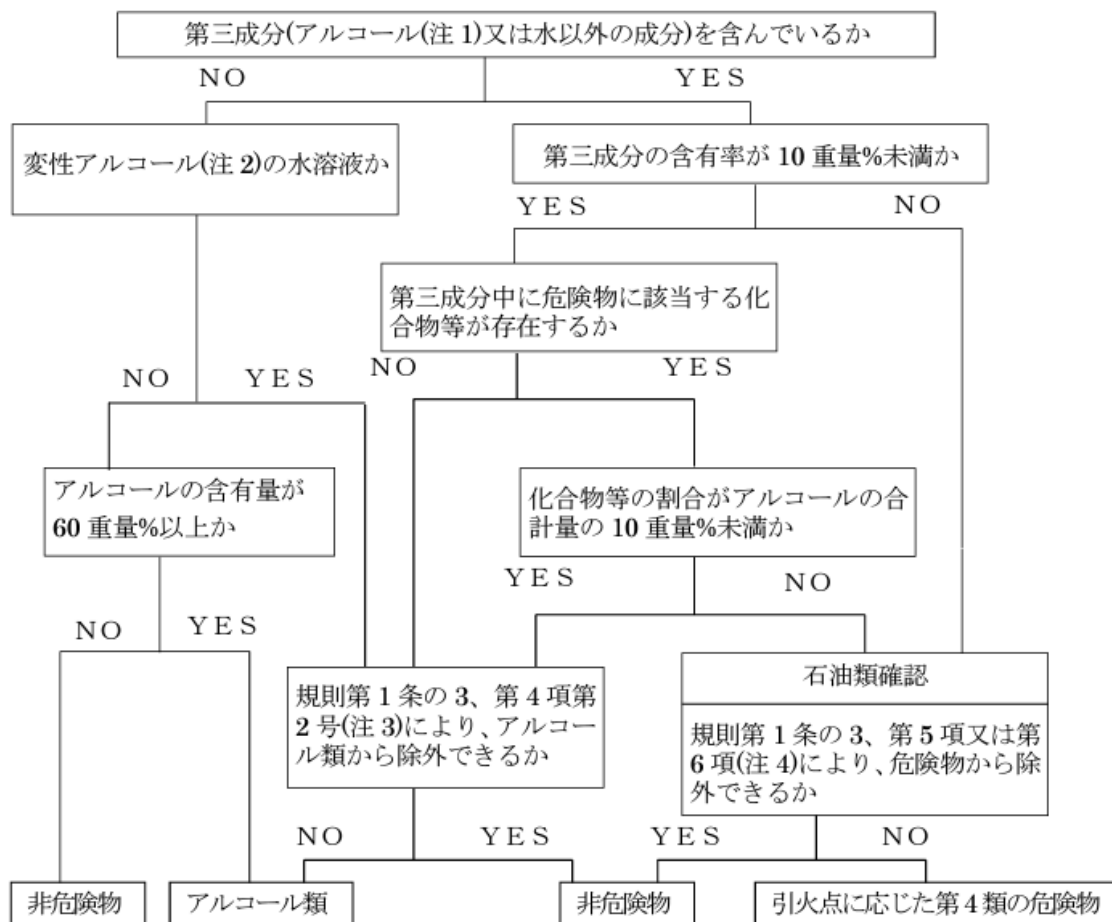 第三成分(アルコール(注1)又は水以外の成分)を含んでいるか
NO
YES
変性アルコール(注2)の水溶液か
第三成分の含有率が 10 重量%未満か
YES
NO
第三成分中に危険物に該当する化
合物等が存在するか
NO
YES
NO
YES
アルコールの含有量が
60 重量%以上か
化合物等の割合がアルコールの合
計量の 10 重量%未満か
YES
NO
NO
YES
規則第1条の3、第4項第
2号(注3)により、アルコー
ル類から除外できるか
石油類確認
規則第1条の3、第5項又は第
6項(注4)により、危険物から除
外できるか
NO
YES
YES
NO
非危険物
アルコール類
非危険物
引火点に応じた第4類の危険物